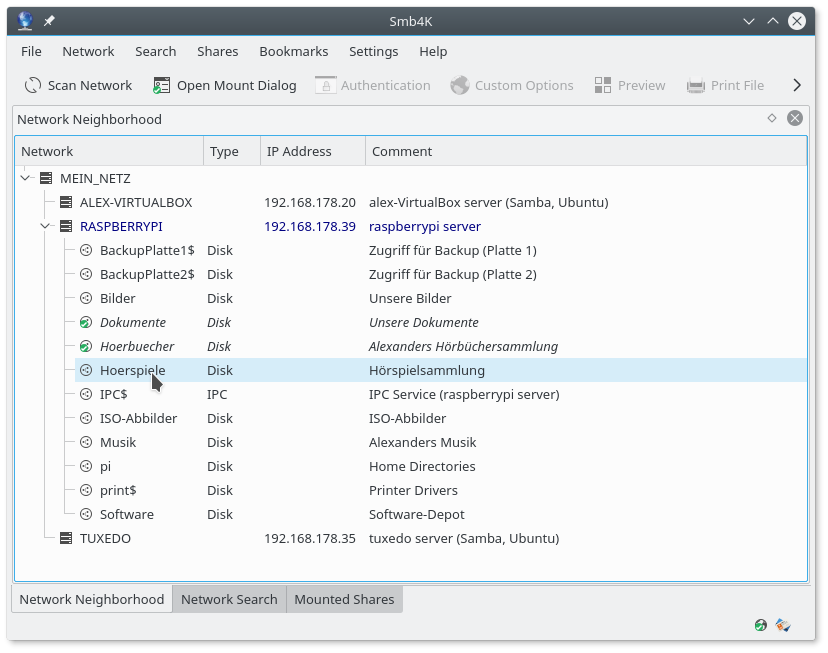 Smb4K
File Network Search Shares Bookmarks Settings Help
Scan Network Open Mount Dialog Authentication Custom Options Preview Print File
Network Neighborhood
Network Type IP Address Comment
MEIN_NETZ
ALEX-VIRTUALBOX 192.168.178.20 alex-VirtualBox server (Samba, Ubuntu)
RASPBERRYPI 192.168.178.39 raspberrypi server
BackupPlatte1$ Disk Zugriff für Backup (Platte 1)
BackupPlatte2$ Disk Zugriff für Backup (Platte 2)
Bilder Disk Unsere Bilder
Dokumente Disk Unsere Dokumente
Hoerbuecher Disk Alexanders Hörbüchersammlung
Hoerspiele Disk Hörspielsammlung
IPC$ IPC IPC Service (raspberrypi server)
ISO-Abbilder Disk ISO-Abbilder
Musik Disk Alexanders Musik
pi Disk Home Directories
print$ Disk Printer Drivers
Software Disk Software-Depot
TUXEDO 192.168.178.35 tuxedo server (Samba, Ubuntu)
Network Neighborhood Network Search Mounted Shares